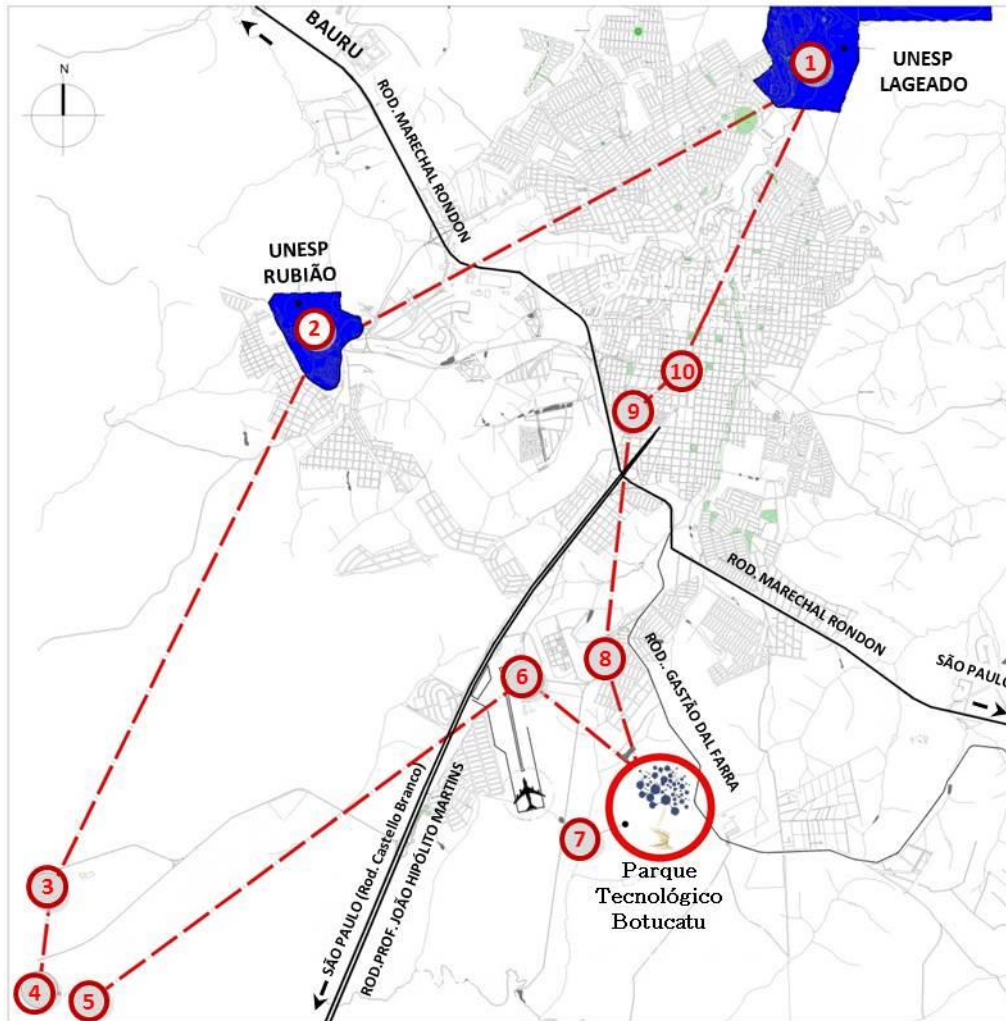 BAURU
UNESP
LAGEADO
1
N
ROD. MARECHAL RONDON
UNESP
RUBIÃO
2
10
9
ROD. MARECHAL RONDON
SÃO PAULO
8
6
ROD.. GASTÃO DAL FARRA
SÃO PAULO (Rod. Castello Branco)
ROD.PROF. JOÃO HIPÓLITO MARTINS
7
Parque
Tecnológico
Botucatu
3
4
5